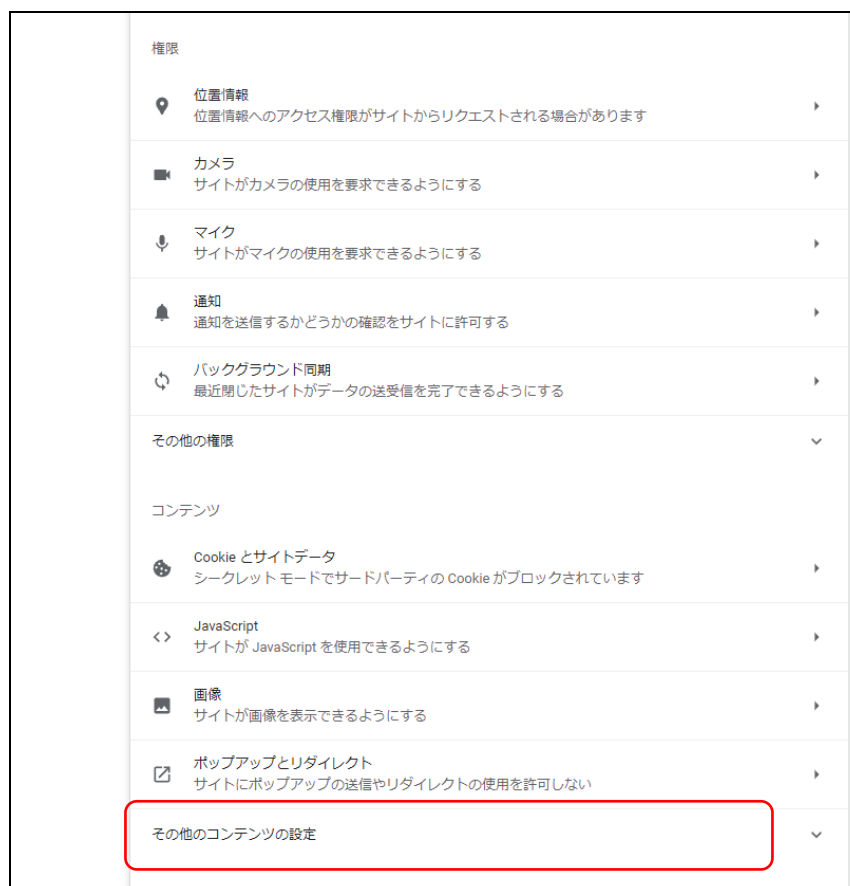 権限
位置情報
位置情報へのアクセス権限がサイトからリクエストされる場合があります
カメラ
サイトがカメラの使用を要求できるようにする
マイク
サイトがマイクの使用を要求できるようにする
通知
通知を送信するかどうかの確認をサイトに許可する
バックグラウンド同期
最近閉じたサイトがデータの送受信を完了できるようにする
その他の権限
コンテンツ
Cookie とサイトデータ
シークレット モードでサードパーティの Cookie がブロックされています
JavaScript
サイトが JavaScript を使用できるようにする
画像
サイトが画像を表示できるようにする
ポップアップとリダイレクト
サイトにポップアップの送信やリダイレクトの使用を許可しない
その他のコンテンツの設定